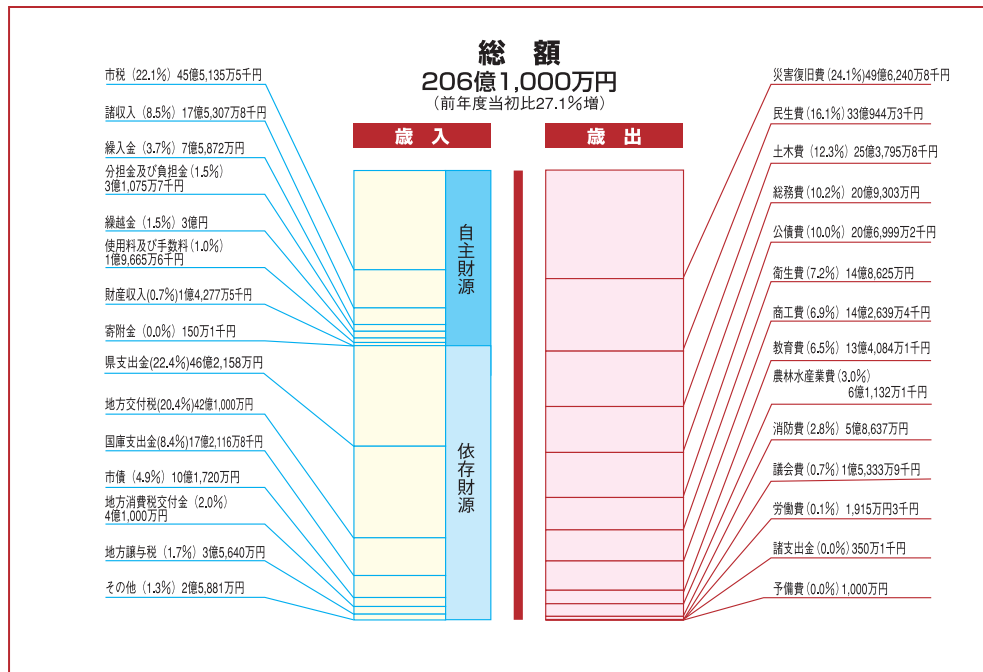 総額
206億1,000万円
(前年度当初比27.1%増)
歳入
市税（22.1%）45億5,135万5千円
諸収入（8.5%）17億5,307万8千円
繰入金（3.7%）7億5,872万円
分担金及び負担金（1.5%）
3億1,075万7千円
繰越金（1.5%）3億円
使用料及び手数料（1.0%）
1億9,665万6千円
財産収入(0.7%)1億4,277万5千円
寄附金（0.0%）150万1千円
県支出金(22.4%)46億2,158万円
地方交付税(20.4%)42億1,000万円
国庫支出金(8.4%)17億2,116万8千円
市債（4.9%）10億1,720万円
地方消費税交付金（2.0%）
4億1,000万円
地方譲与税（1.7%）3億5,640万円
その他（1.3%）2億5,881万円
自主財源
依存財源
歳出
災害復旧費(24.1%)49億6,240万8千円
民生費(16.1%)33億944万3千円
土木費(12.3%)25億3,795万8千円
総務費(10.2%)20億9,303万円
公債費(10.0%)20億6,999万2千円
衛生費(7.2%)14億8,625万円
商工費(6.9%)14億2,639万4千円
教育費(6.5%)13億4,084万1千円
農林水産業費(3.0%)
6億1,132万1千円
消防費(2.8%)5億8,637万円
議会費(0.7%)1億5,333万9千円
労働費(0.1%)1,915万3千円
諸支出金(0.0%)350万1千円
予備費(0.0%)1,000万円